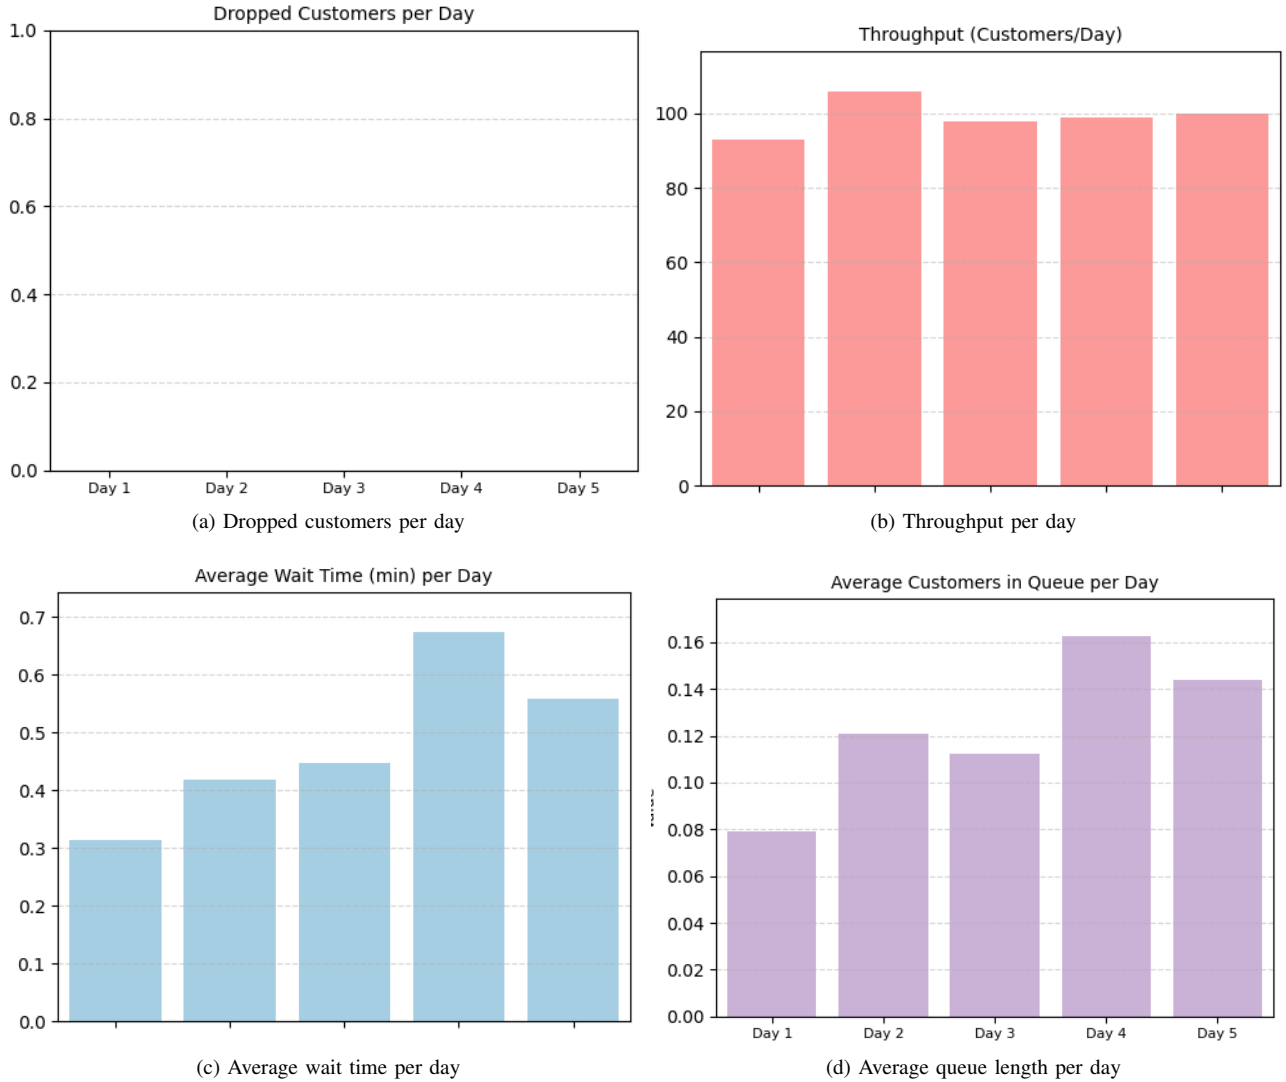 Dropped Customers per Day
1.0
0.8
0.6
0.4
0.2
0.0
Day 1 Day 2 Day 3 Day 4 Day 5
(a) Dropped customers per day
Throughput (Customers/Day)
100
80
60
40
20
0
(b) Throughput per day
Average Wait Time (min) per Day
0.7
0.6
0.5
0.4
0.3
0.2
0.1
0.0
(c) Average wait time per day
Average Customers in Queue per Day
0.16
0.14
0.12
0.10
0.08
0.06
0.04
0.02
0.00
Day 1 Day 2 Day 3 Day 4 Day 5
(d) Average queue length per day